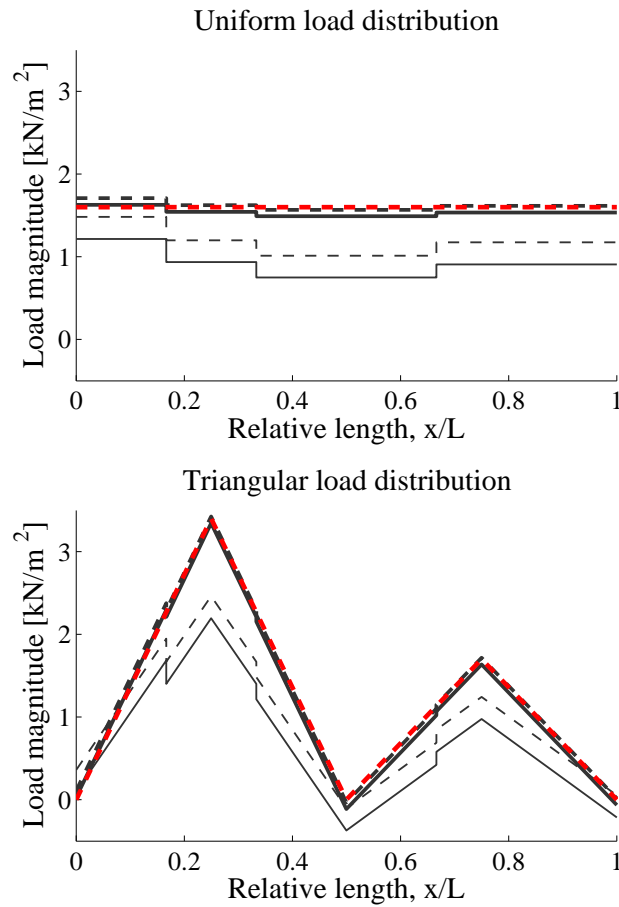 Uniform load distribution
Load magnitude [kN/m²]
3
2
1
0
0 0.2 0.4 0.6 0.8 1
Relative length, x/L
Triangular load distribution
Load magnitude [kN/m²]
3
2
1
0
0 0.2 0.4 0.6 0.8 1
Relative length, x/L